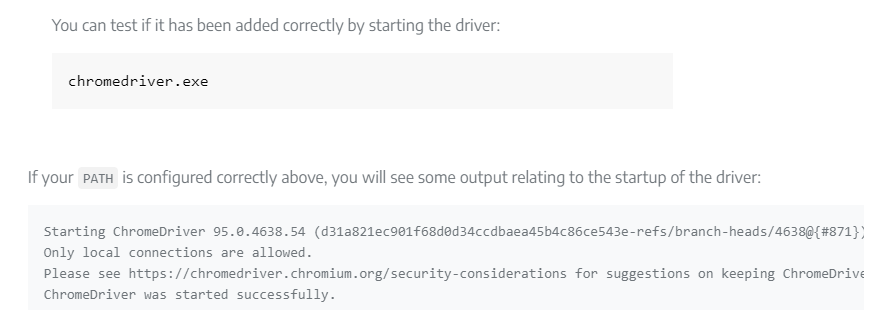 You can test if it has been added correctly by starting the driver:
chromedriver.exe
If your PATH is configured correctly above, you will see some output relating to the startup of the driver:
Starting ChromeDriver 95.0.4638.54 (d31a821ec901f68d0d34ccdbaea45b4c86ce543e-refs/branch-heads/4638@{#871})
Only local connections are allowed.
Please see https://chromedriver.chromium.org/security-considerations for suggestions on keeping ChromeDrive
ChromeDriver was started successfully.